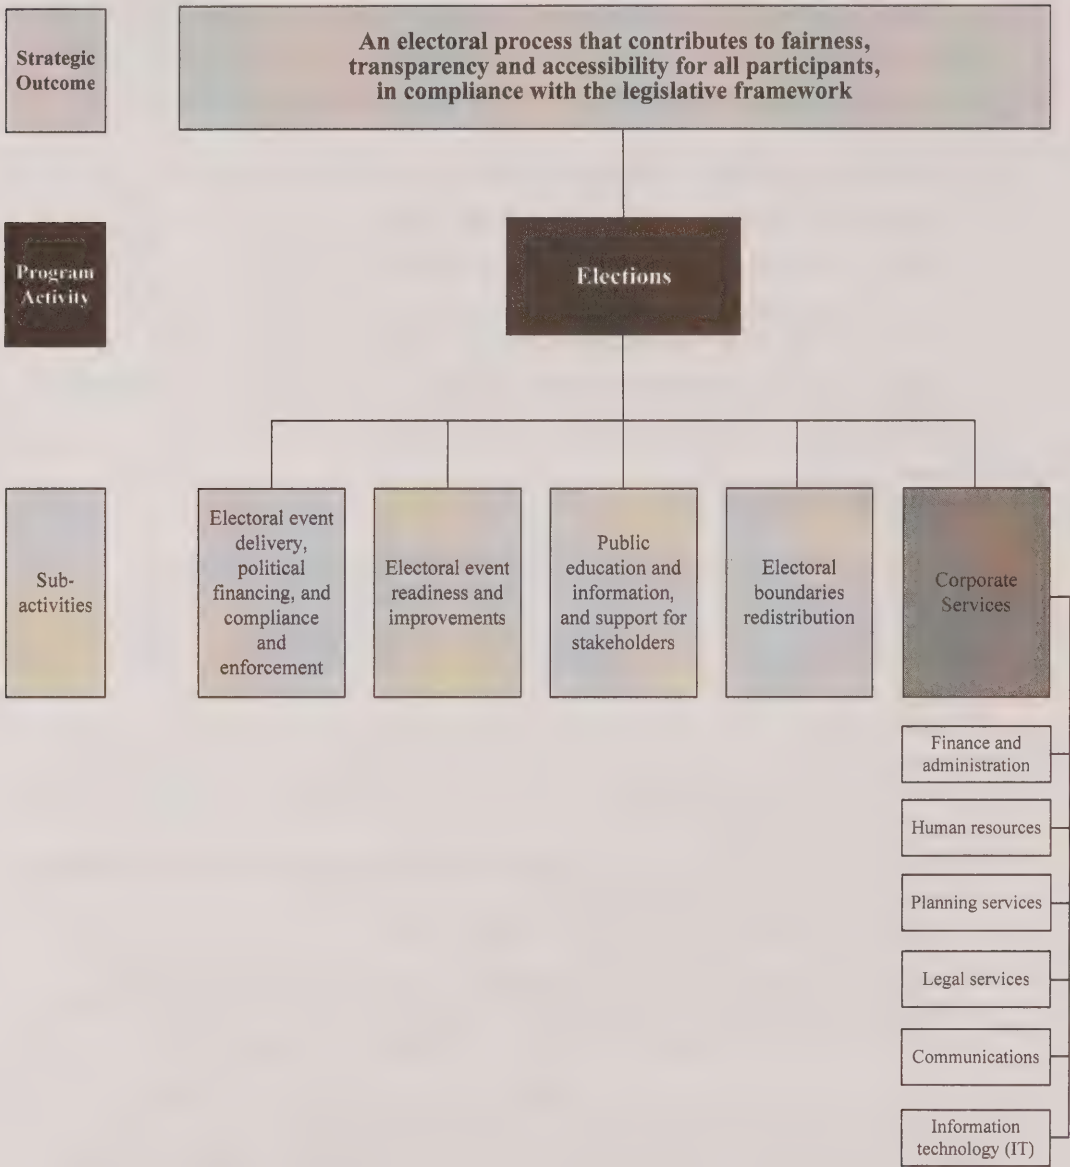 Strategic
Outcome
An electoral process that contributes to fairness,
transparency and accessibility for all participants,
in compliance with the legislative framework
Program
Activity
Elections
Sub-
activities
Electoral event
delivery,
political
financing, and
compliance
and
enforcement
Electoral event
readiness and
improvements
Public
education and
information,
and support for
stakeholders
Electoral
boundaries
redistribution
Corporate
Services
Finance and
administration
Human resources
Planning services
Legal services
Communications
Information
technology (IT)